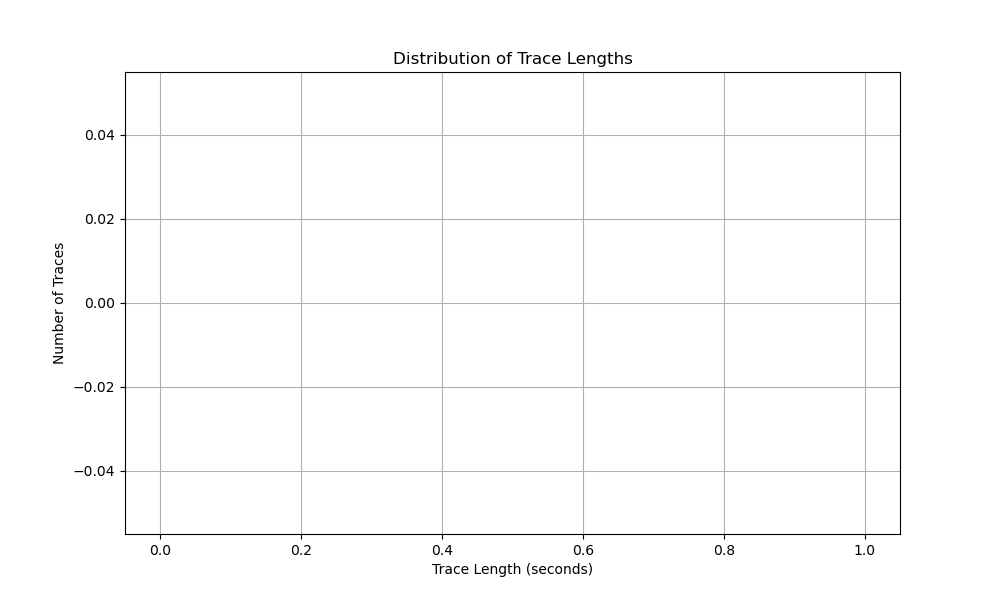 Distribution of Trace Lengths
0.04
0.02
0.00
−0.02
−0.04
Number of Traces
0.0 0.2 0.4 0.6 0.8 1.0
Trace Length (seconds)